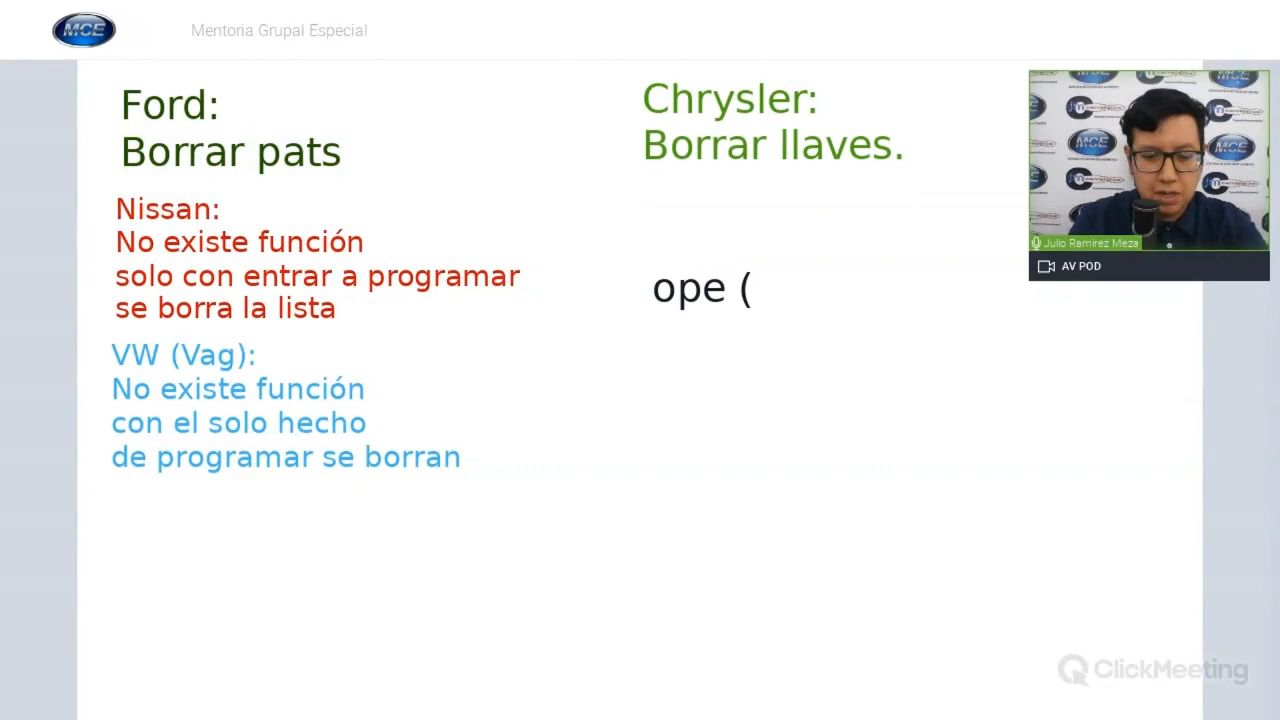 MCE
Mentoria Grupal Especial
Ford:
Borrar pats
Nissan:
No existe función
solo con entrar a programar
se borra la lista
VW (Vag):
No existe función
con el solo hecho
de programar se borran
Chrysler:
Borrar llaves.
ope (
MCE
MCE
Julio Ramirez Meza
AV POD
ClickMeeting